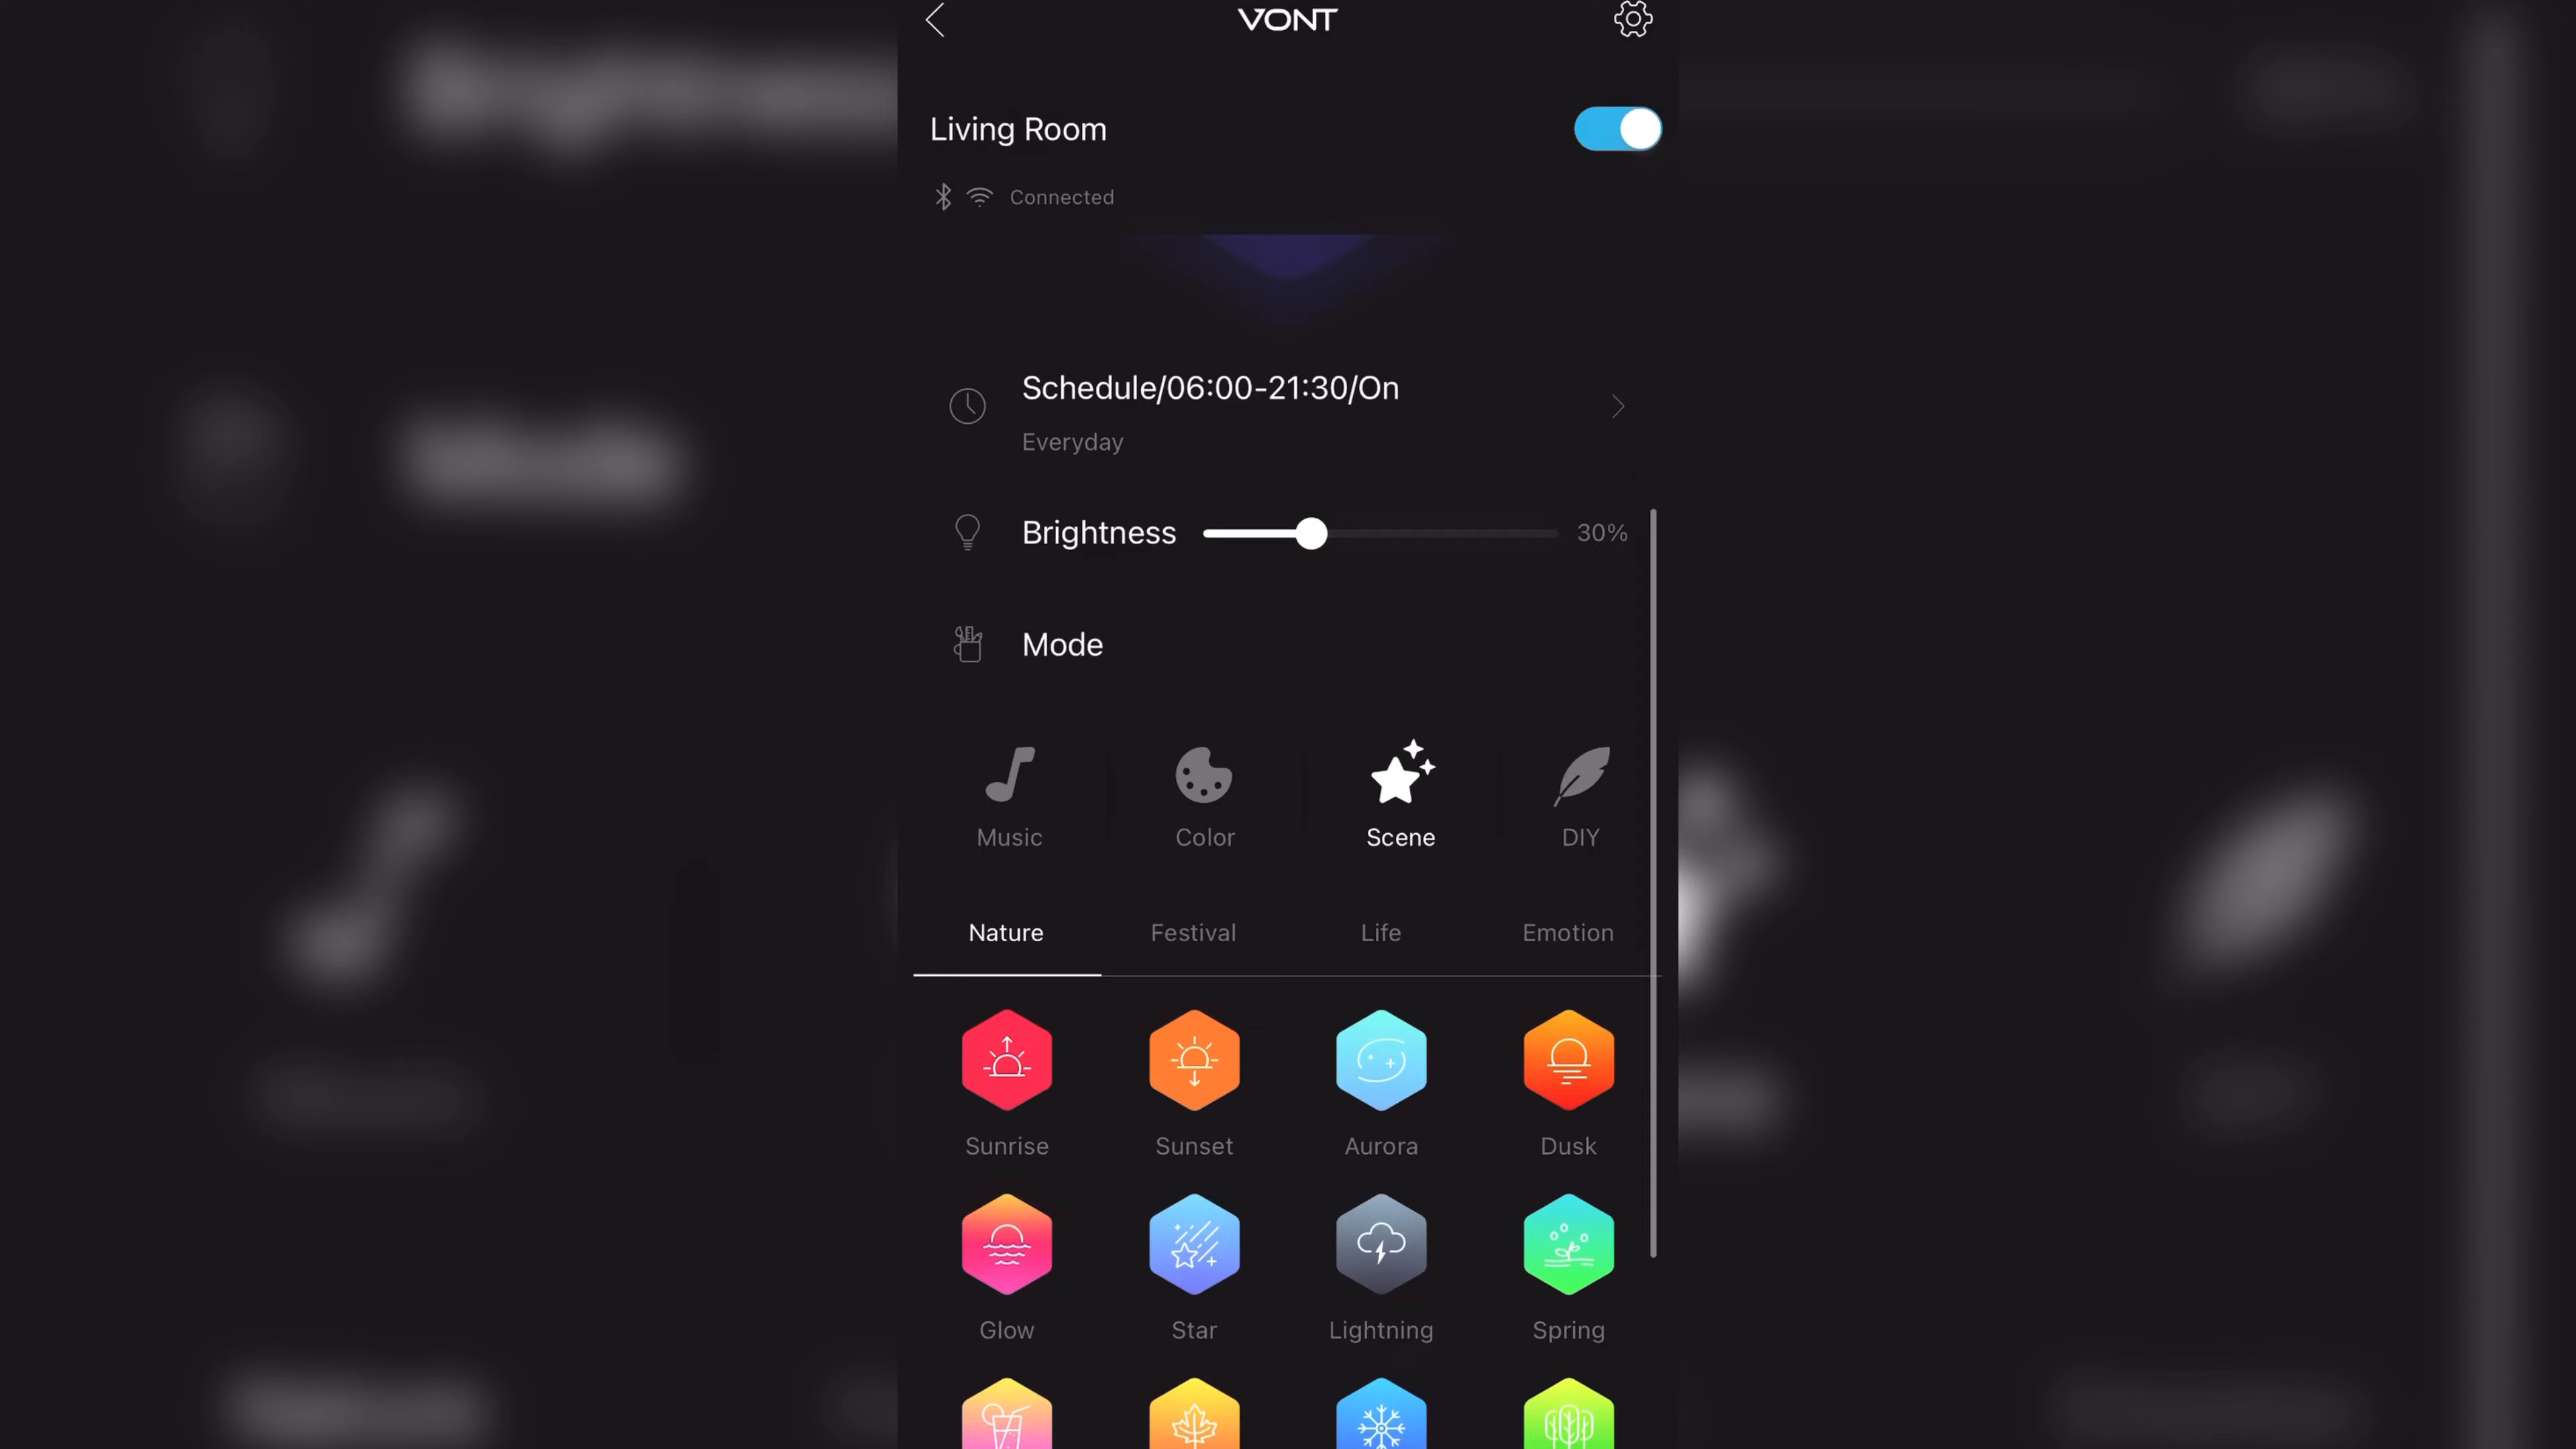 VONT
Living Room
Connected
Schedule/06:00-21:30/On
Everyday
Brightness 30%
Mode
Music Color Scene DIY
Nature Festival Life Emotion
Sunrise Sunset Aurora Dusk
Glow Star Lightning Spring